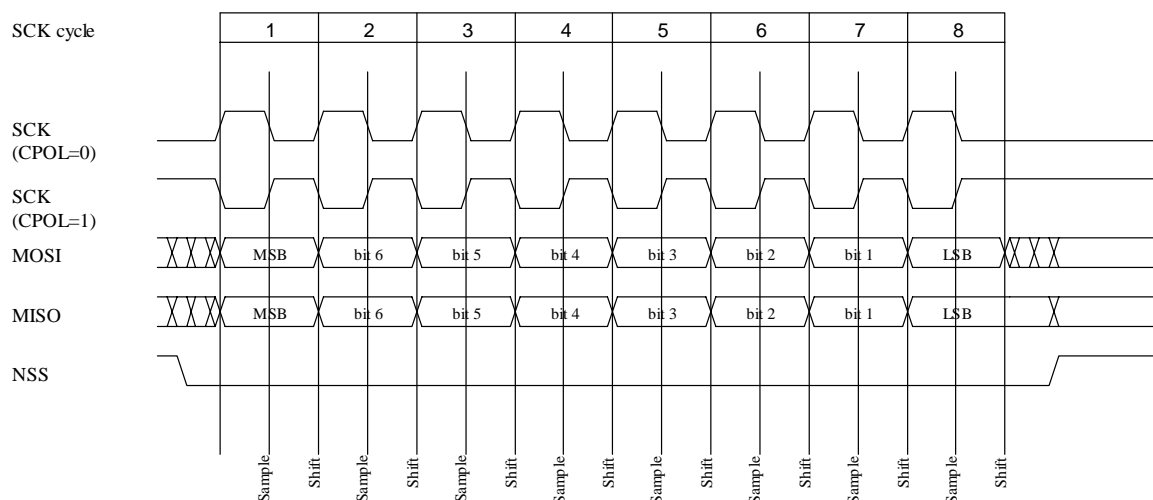 SCK cycle 1 2 3 4 5 6 7 8
SCK
(CPOL=0)
SCK
(CPOL=1)
MOSI MSB bit 6 bit 5 bit 4 bit 3 bit 2 bit 1 LSB
MISO MSB bit 6 bit 5 bit 4 bit 3 bit 2 bit 1 LSB
NSS
Sample Shift Sample Shift Sample Shift Sample Shift Sample Shift Sample Shift Sample Shift Sample Shift